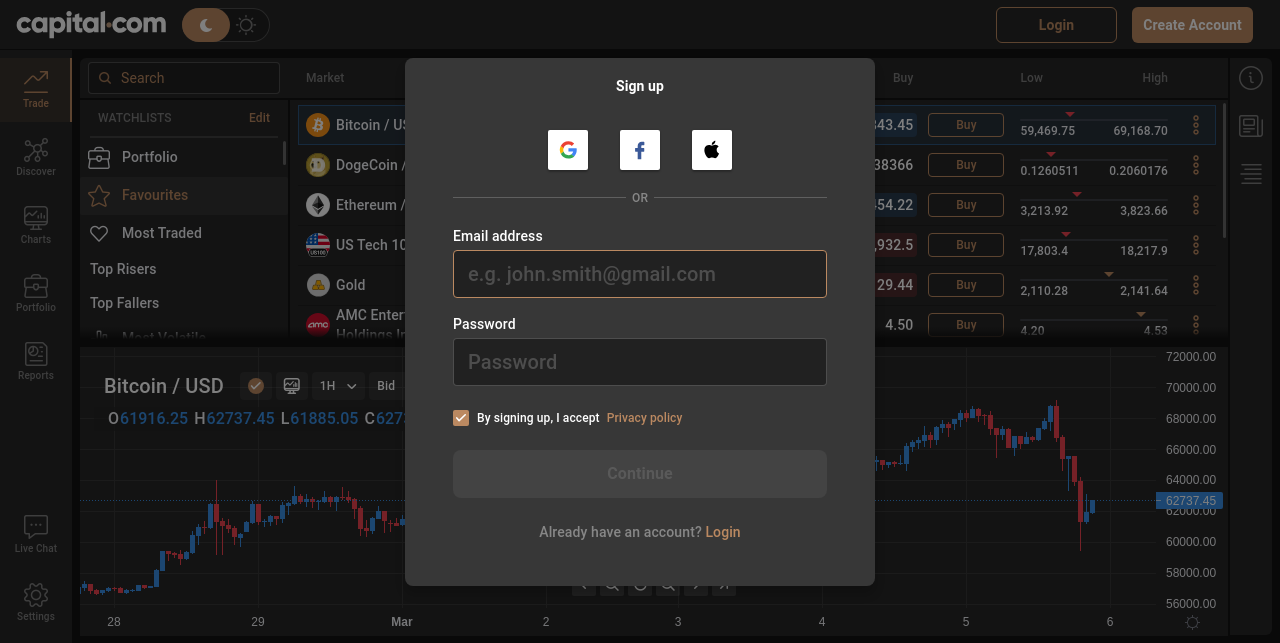 capital.com
Login
Create Account
Trade
Discover
Charts
Portfolio
Reports
Live Chat
Settings
Search
WATCHLISTS Edit
Portfolio
Favourites
Most Traded
Top Risers
Top Fallers
Most Volatile
Market Buy Low High
Bitcoin / US 343.45 Buy 59,469.75 69,168.70
DogeCoin / 38366 Buy 0.1260511 0.2060176
Ethereum / 454.22 Buy 3,213.92 3,823.66
US Tech 10 ,932.5 Buy 17,803.4 18,217.9
Gold 29.44 Buy 2,110.28 2,141.64
AMC Enter
Holdings In 4.50 Buy 4.20 4.53
Sign up
OR
Email address
e.g. john.smith@gmail.com
Password
Password
By signing up, I accept Privacy policy
Continue
Already have an account? Login
Bitcoin / USD 1H Bid
O61916.25 H62737.45 L61885.05 C627
72000.00
70000.00
68000.00
66000.00
64000.00
62737.45
62000.00
60000.00
58000.00
56000.00
28 29 Mar 2 3 4 5 6